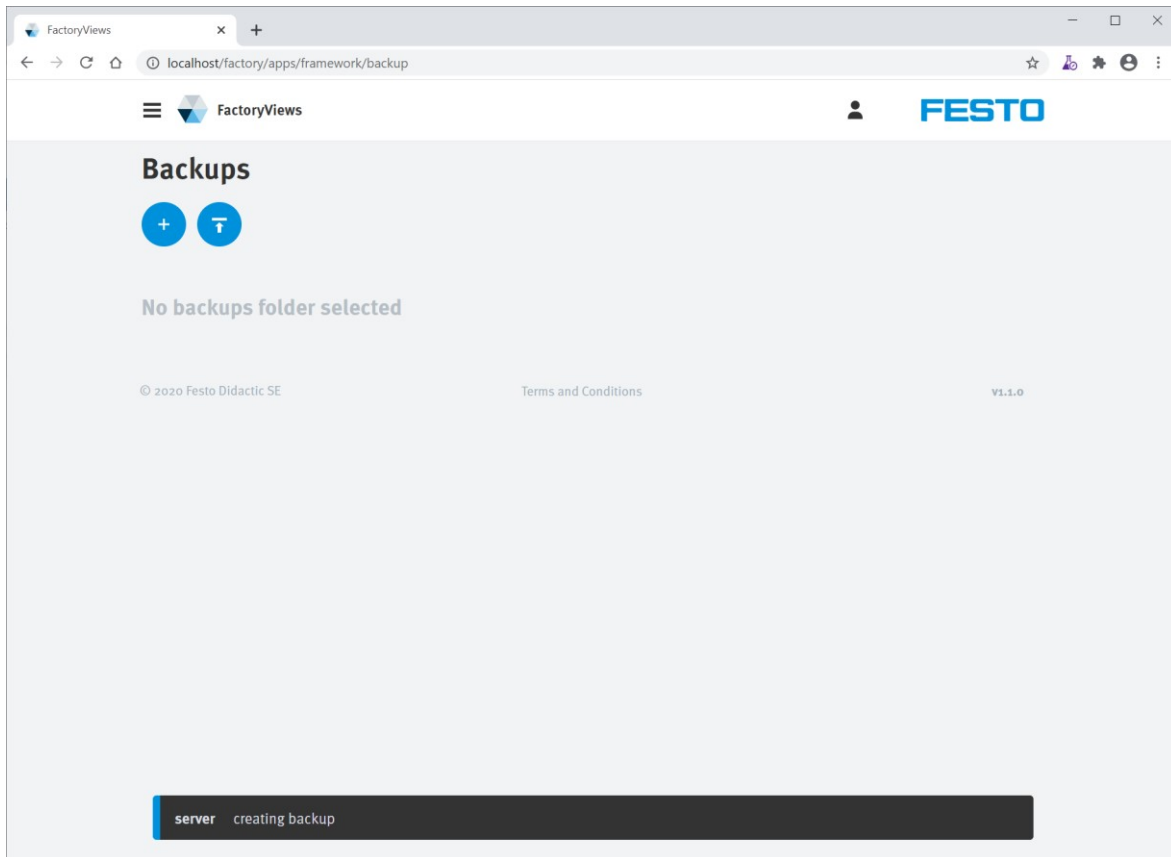 FactoryViews
localhost/factory/apps/framework/backup
FactoryViews
FESTO
Backups
No backups folder selected
© 2020 Festo Didactic SE Terms and Conditions v1.1.0
server creating backup